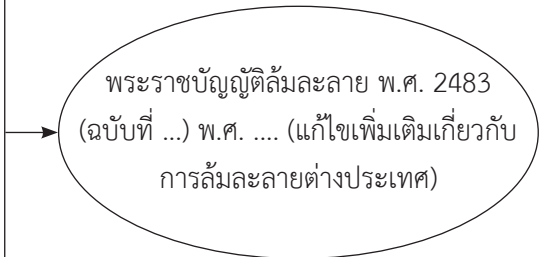 พระราชบัญญัติล้มละลาย พ.ศ. 2483
(ฉบับที่ ...) พ.ศ. .... (แก้ไขเพิ่มเติมเกี่ยวกับ
การล้มละลายต่างประเทศ)